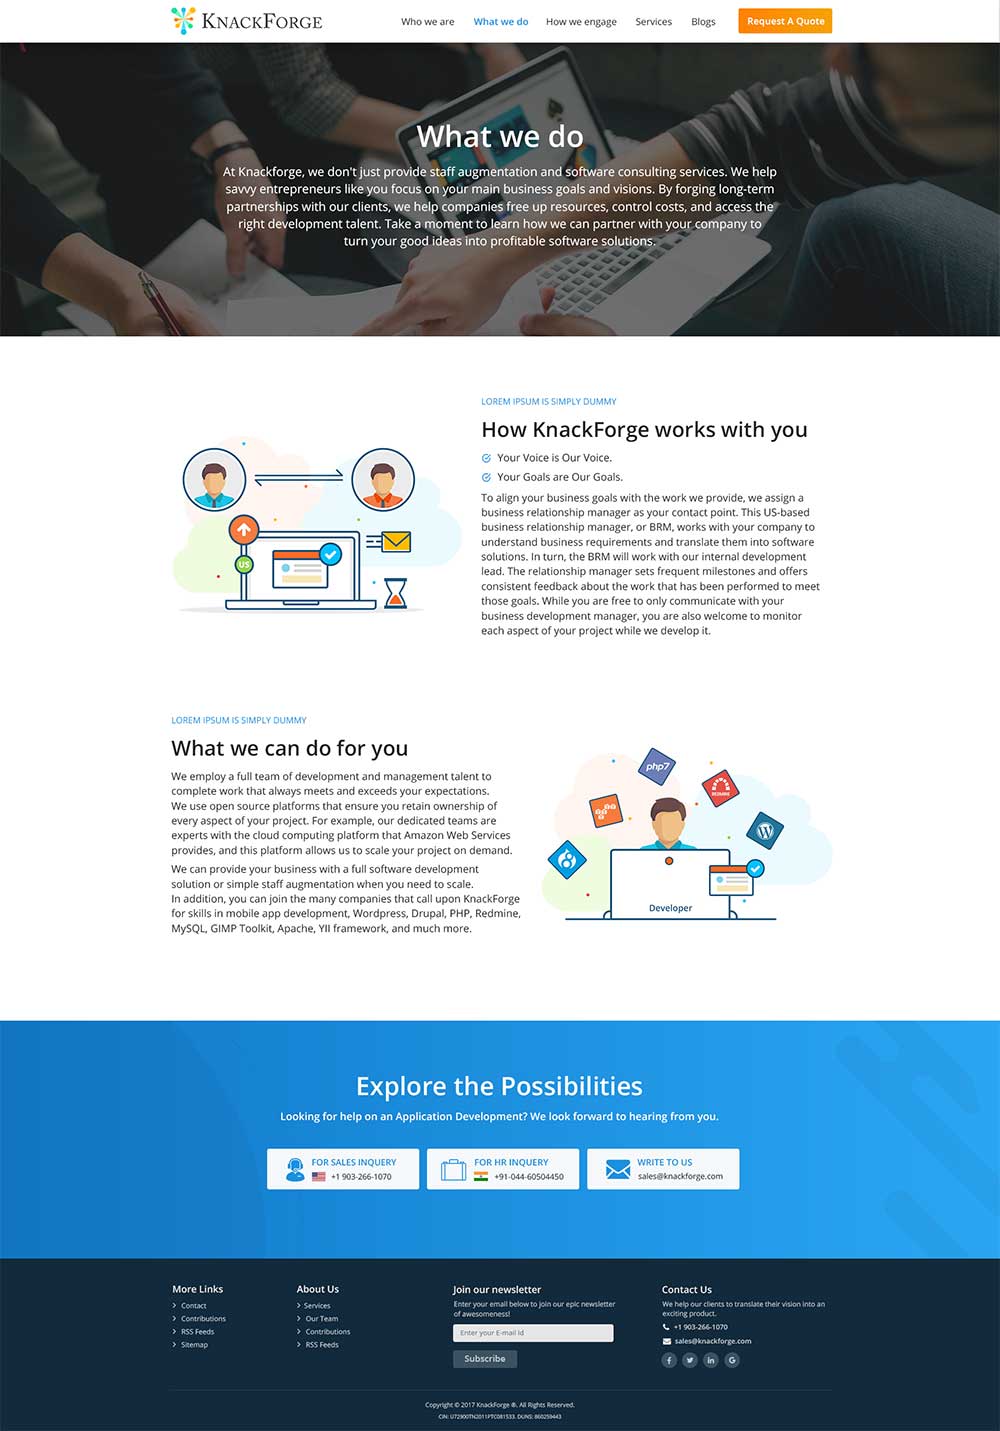 KNACKFORGE
Who we are
What we do
How we engage
Services
Blogs
Request A Quote
What we do
At Knackforge, we don't just provide staff augmentation and software consulting services. We help
savvy entrepreneurs like you focus on your main business goals and visions. By forging long-term
partnerships with our clients, we help companies free up resources, control costs, and access the
right development talent. Take a moment to learn how we can partner with your company to
turn your good ideas into profitable software solutions.
LOREM IPSUM IS SIMPLY DUMMY
How KnackForge works with you
Your Voice is Our Voice.
Your Goals are Our Goals.
To align your business goals with the work we provide, we assign a
business relationship manager as your contact point. This US-based
business relationship manager, or BRM, works with your company to
understand business requirements and translate them into software
solutions. In turn, the BRM will work with our internal development
lead. The relationship manager sets frequent milestones and offers
consistent feedback about the work that has been performed to meet
those goals. While you are free to only communicate with your
business development manager, you are also welcome to monitor
each aspect of your project while we develop it.
US
LOREM IPSUM IS SIMPLY DUMMY
What we can do for you
We employ a full team of development and management talent to
complete work that always meets and exceeds your expectations.
We use open source platforms that ensure you retain ownership of
every aspect of your project. For example, our dedicated teams are
experts with the cloud computing platform that Amazon Web Services
provides, and this platform allows us to scale your project on demand.
We can provide your business with a full software development
solution or simple staff augmentation when you need to scale.
In addition, you can join the many companies that call upon KnackForge
for skills in mobile app development, Wordpress, Drupal, PHP, Redmine,
MySQL, GIMP Toolkit, Apache, YII framework, and much more.
php7
REDMINE
Developer
Explore the Possibilities
Looking for help on an Application Development? We look forward to hearing from you.
FOR SALES INQUERY
+1 903-266-1070
FOR HR INQUERY
+91-044-60504450
WRITE TO US
sales@knackforge.com
More Links
Contact
Contributions
RSS Feeds
Sitemap
About Us
Services
Our Team
Contributions
RSS Feeds
Join our newsletter
Enter your email below to join our epic newsletter
of awesomeness!
Enter your E-mail Id
Subscribe
Contact Us
We help our clients to translate their vision into an
exciting product.
+1 903-266-1070
sales@knackforge.com
Copyright © 2017 KnackForge ®. All Rights Reserved.
CIN: U72300TN2011PTC081533. DUNS: 860259443